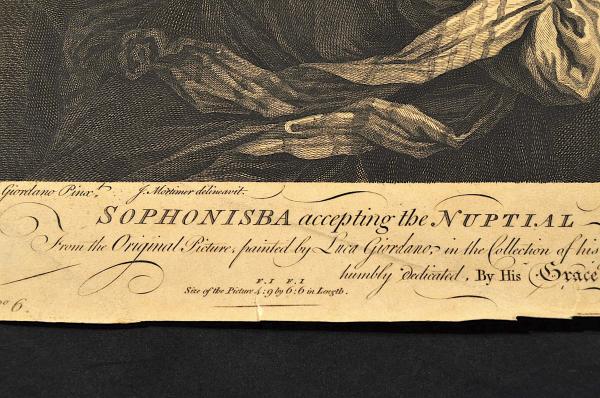 Giordano Pinx.t J. Mortimer delineavit.
SOPHONISBA accepting the NUPTIAL
From the Original Picture, painted by Luca Giordano, in the Collection of his
humbly dedicated, By His Grace
F. I F. I
Size of the Picture 4:9 by 6:6 in Length.
o 6.